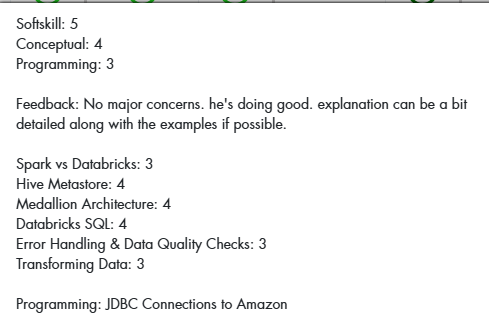 Softskill: 5
Conceptual: 4
Programming: 3
Feedback: No major concerns. he's doing good. explanation can be a bit
detailed along with the examples if possible.
Spark vs Databricks: 3
Hive Metastore: 4
Medallion Architecture: 4
Databricks SQL: 4
Error Handling & Data Quality Checks: 3
Transforming Data: 3
Programming: JDBC Connections to Amazon